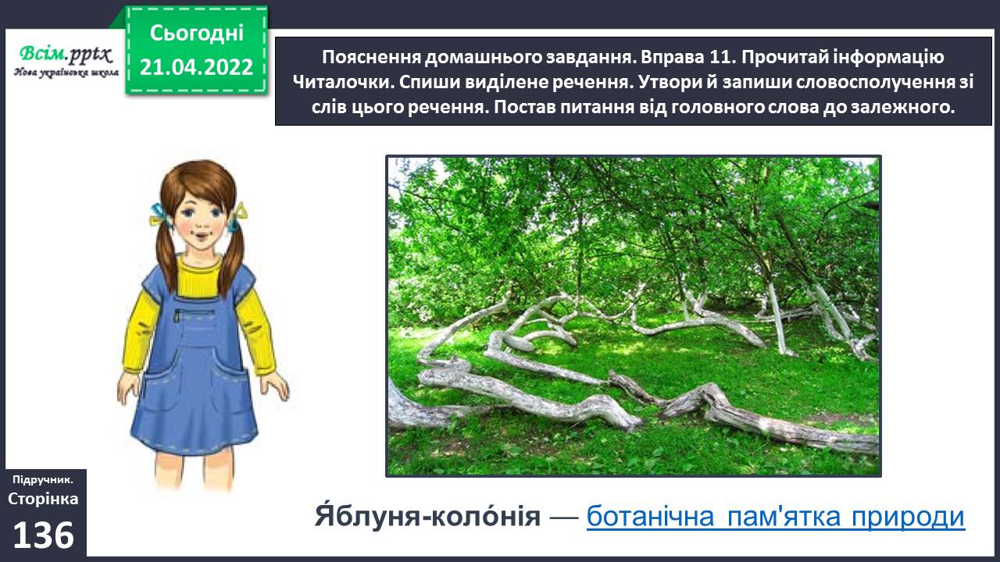 Всім.pptx
Нова українська школа
Сьогодні
21.04.2022
Пояснення домашнього завдання. Вправа 11. Прочитай інформацію
Читалочки. Спиши виділене речення. Утвори й запиши словосполучення зі
слів цього речення. Постав питання від головного слова до залежного.
Підручник.
Сторінка
136
Я́блуня-коло́нія — ботанічна пам'ятка природи